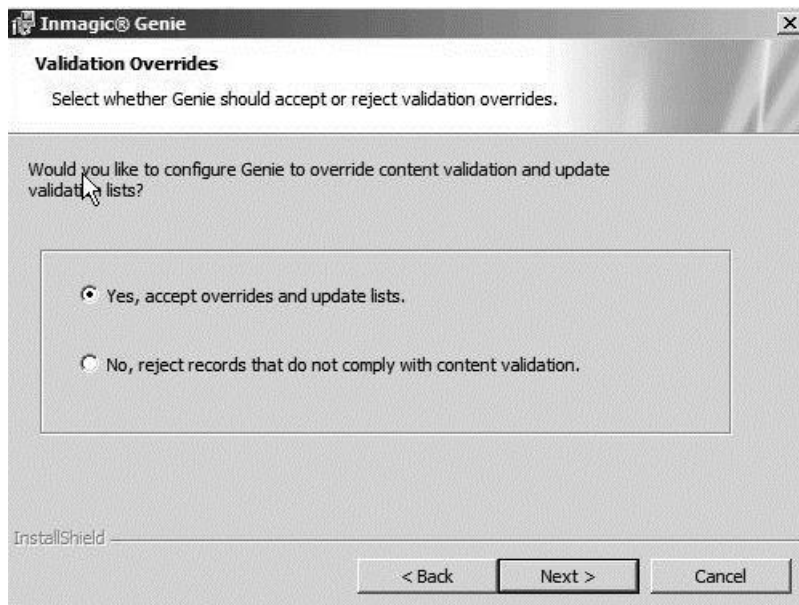 Inmagic® Genie
Validation Overrides
Select whether Genie should accept or reject validation overrides.
Would you like to configure Genie to override content validation and update
validation lists?
Yes, accept overrides and update lists.
No, reject records that do not comply with content validation.
InstallShield
< Back
Next >
Cancel